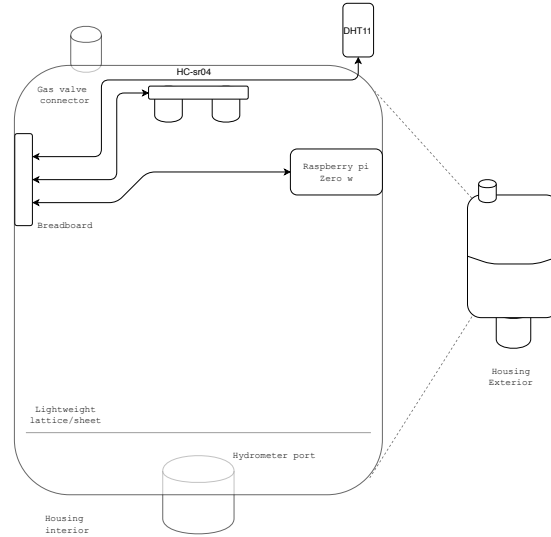 DHT11
HC-sr04
Gas valve
connector
Raspberry pi
Zero w
Breadboard
Housing
Exterior
Lightweight
lattice/sheet
Hydrometer port
Housing
interior